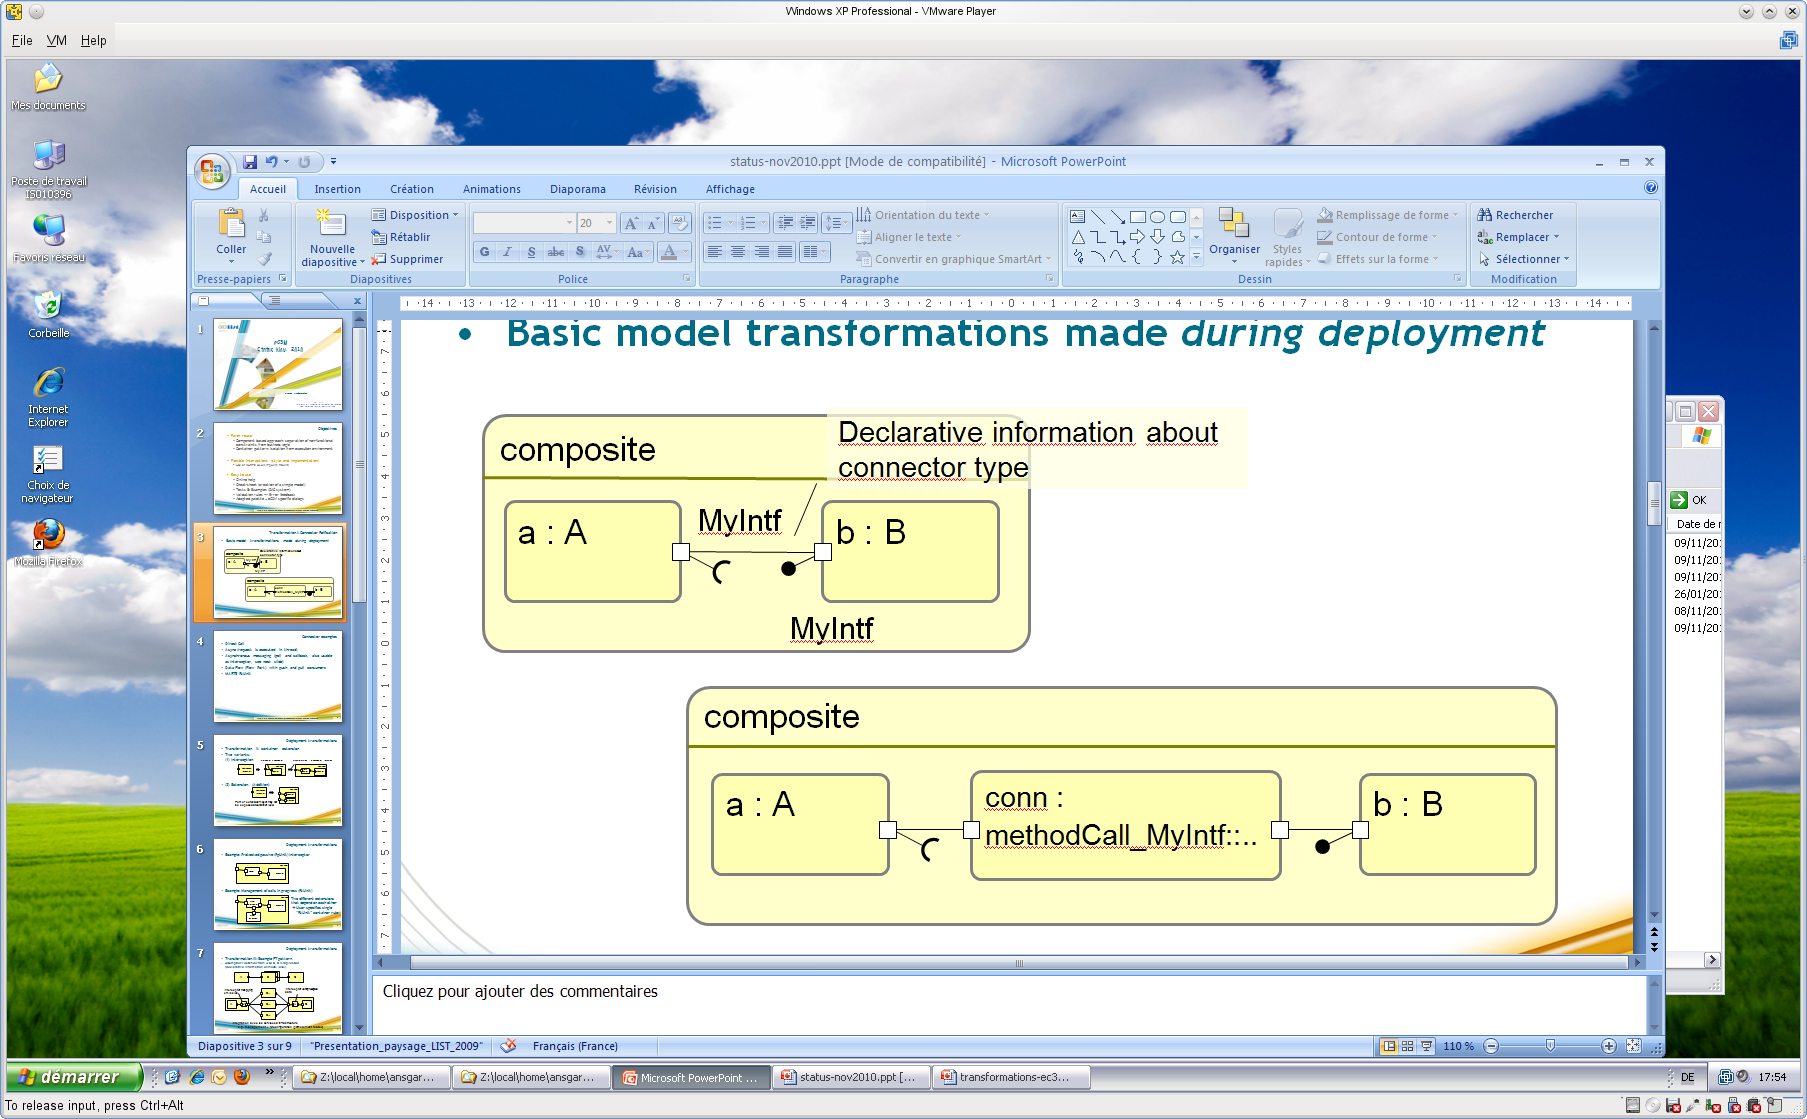 Windows XP Professional - VMware Player
File VM Help
Mes documents
Poste de travail
IS010396
Favoris réseau
Corbeille
Internet
Explorer
Choix de
navigateur
Mozilla Firefox
status-nov2010.ppt [Mode de compatibilité] - Microsoft PowerPoint
Accueil Insertion Création Animations Diaporama Révision Affichage
Coller
Presse-papiers
Nouvelle
diapositive
Disposition
Rétablir
Supprimer
Diapositives
20
G I S abc S AV Aa A
Police
Orientation du texte
Aligner le texte
Convertir en graphique SmartArt
Paragraphe
Organiser
Styles
rapides
Remplissage de forme
Contour de forme
Effets sur la forme
Dessin
Rechercher
Remplacer
Sélectionner
Modification
1
2
3
4
5
6
7
• Basic model transformations made during deployment
composite
Declarative information about
connector type
a : A
MyIntf
b : B
MyIntf
composite
a : A
conn :
methodCall_MyIntf::..
b : B
OK
Date de r
09/11/20
09/11/20
09/11/20
26/01/20
08/11/20
09/11/20
Cliquez pour ajouter des commentaires
Diapositive 3 sur 9 "Presentation_paysage_LIST_2009" Français (France) 110 %
démarrer Z:\local\home\ansgar... Z:\local\home\ansgar... Microsoft PowerPoint ... status-nov2010.ppt [... transformations-ec3... DE 17:54
To release input, press Ctrl+Alt